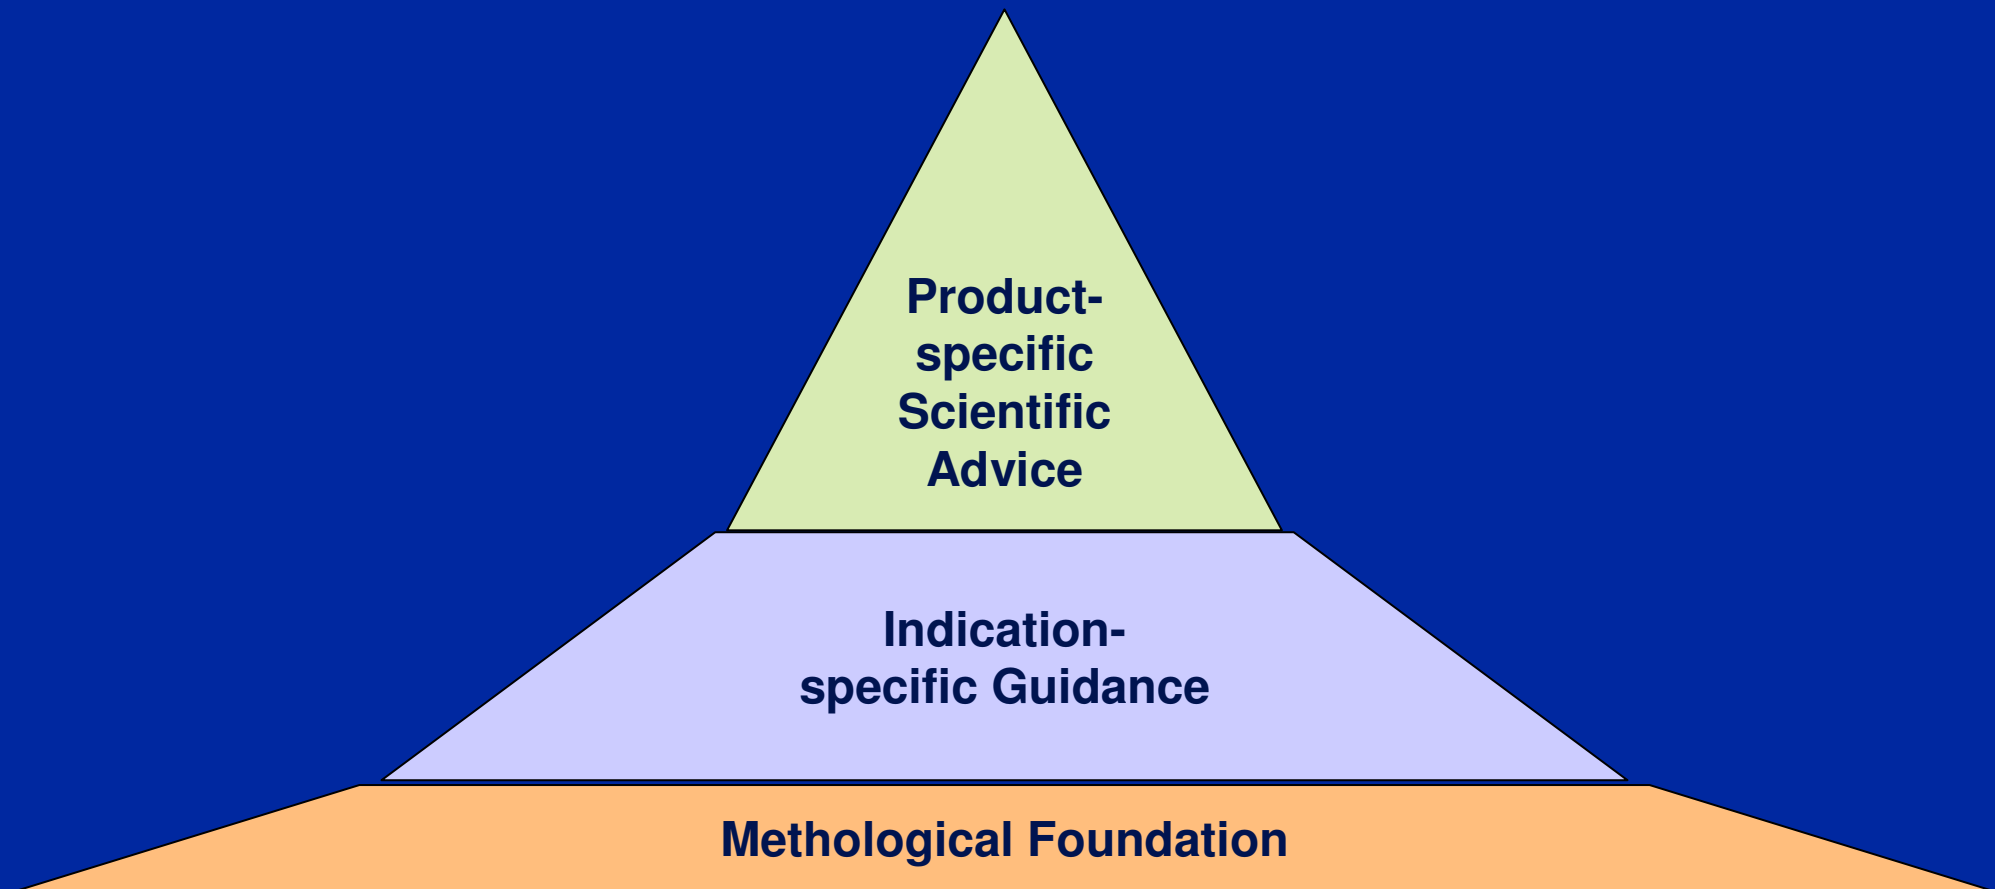 Product-
specific
Scientific
Advice
Indication-
specific Guidance
Methological Foundation